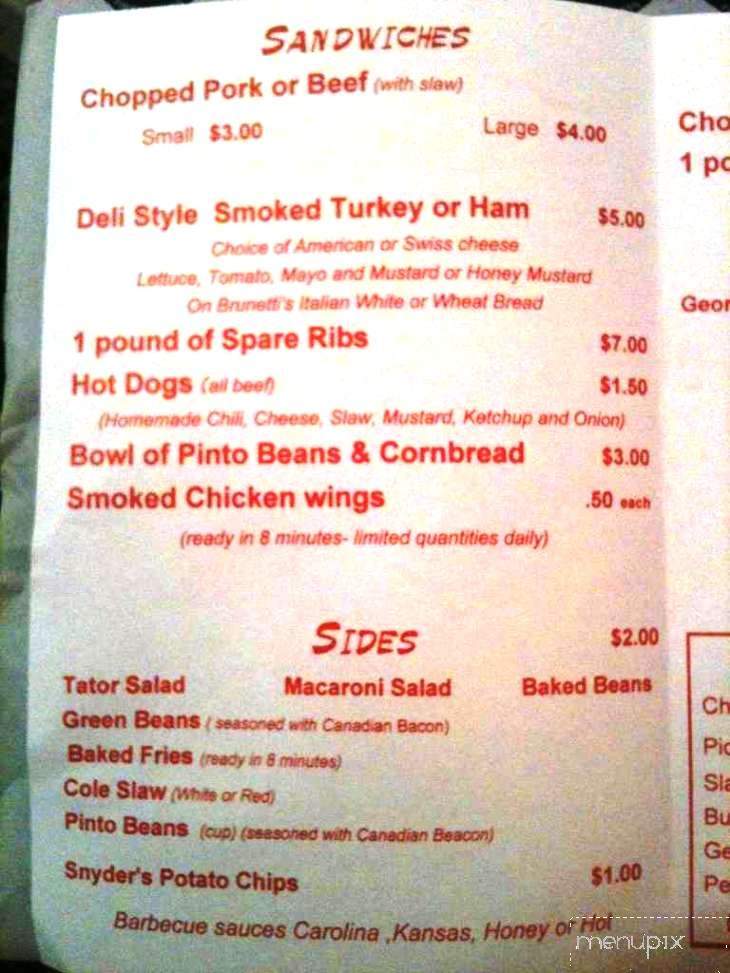 SANDWICHES
Chopped Pork or Beef (with slaw)
Small $3.00 Large $4.00
Deli Style Smoked Turkey or Ham $5.00
Choice of American or Swiss cheese
Lettuce, Tomato, Mayo and Mustard or Honey Mustard
On Brunetti's Italian White or Wheat Bread
1 pound of Spare Ribs $7.00
Hot Dogs (all beef) $1.50
(Homemade Chili, Cheese, Slaw, Mustard, Ketchup and Onion)
Bowl of Pinto Beans & Cornbread $3.00
Smoked Chicken wings .50 each
(ready in 8 minutes- limited quantities daily)
SIDES $2.00
Tator Salad Macaroni Salad Baked Beans
Green Beans ( seasoned with Canadian Bacon)
Baked Fries (ready in 8 minutes)
Cole Slaw (White or Red)
Pinto Beans (cup) (seasoned with Canadian Beacon)
Snyder's Potato Chips $1.00
Barbecue sauces Carolina ,Kansas, Honey or Hot
Cho
1 po
Geor
Ch
Pic
Sla
Bu
Ge
Pe
menupix